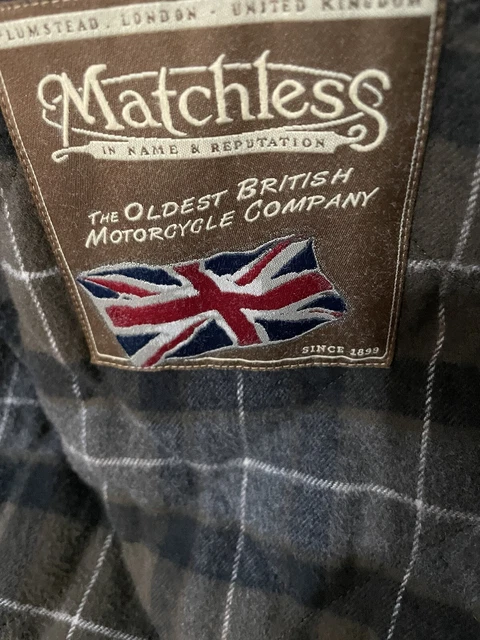 PLUMSTEAD. LONDON · UNITED KINGDOM
Matchless
IN NAME & REPUTATION
THE OLDEST BRITISH
MOTORCYCLE COMPANY
SINCE 1899